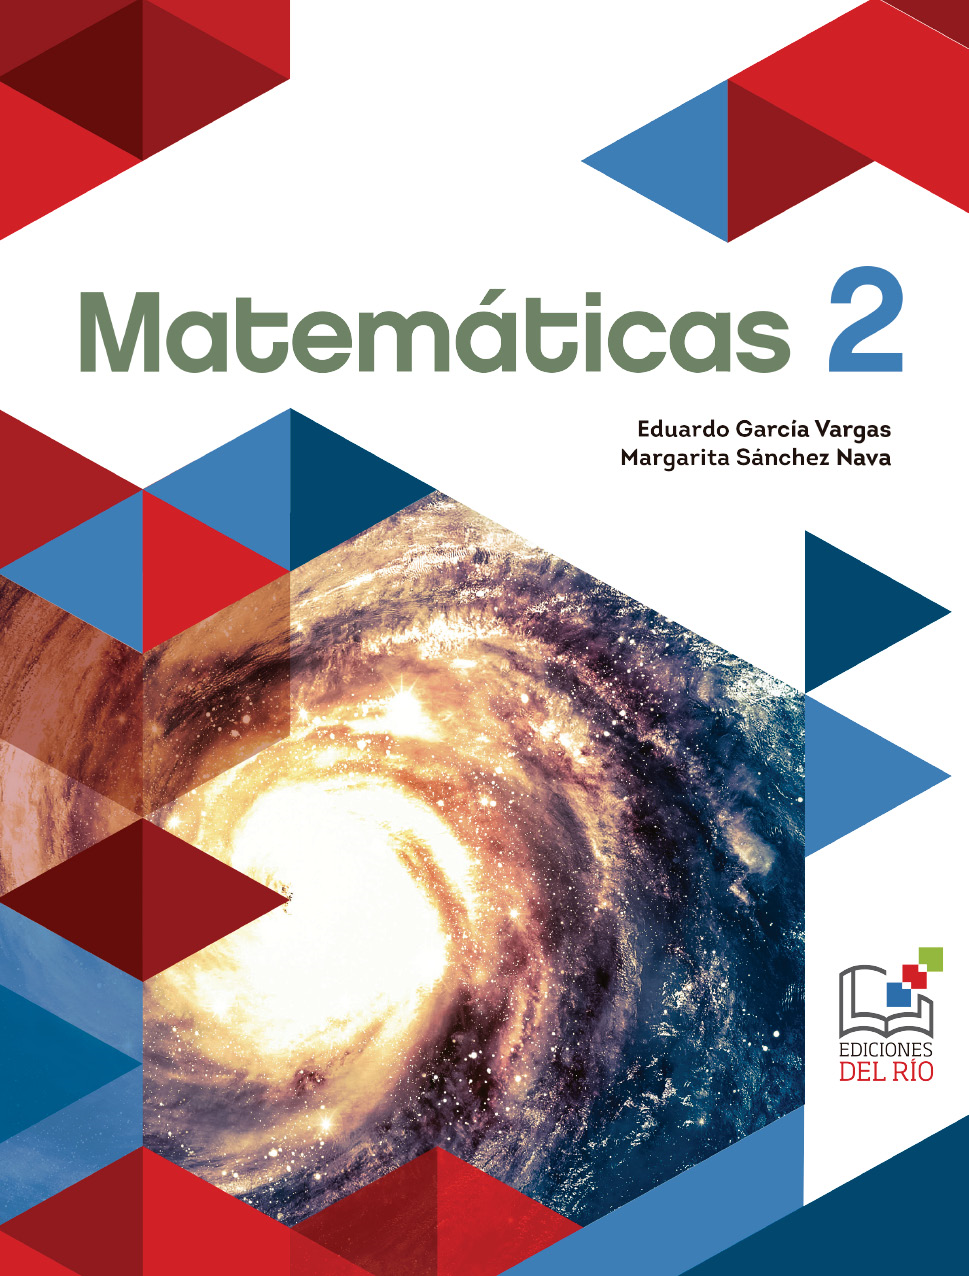 Matemáticas 2
Eduardo García Vargas
Margarita Sánchez Nava
EDICIONES
DEL RÍO